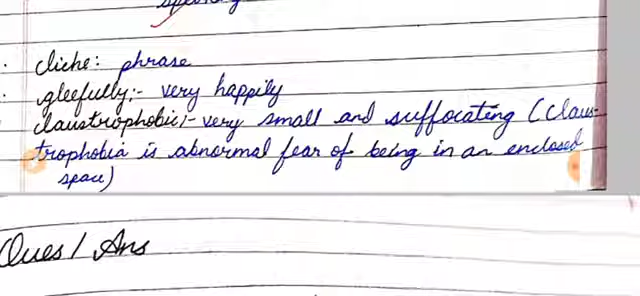 speaking
cliche: phrase
gleefully:- very happily
claustrophobic:- very small and suffocating (claus-
trophobia is abnormal fear of being in an enclosed
space)
Ques / Ans